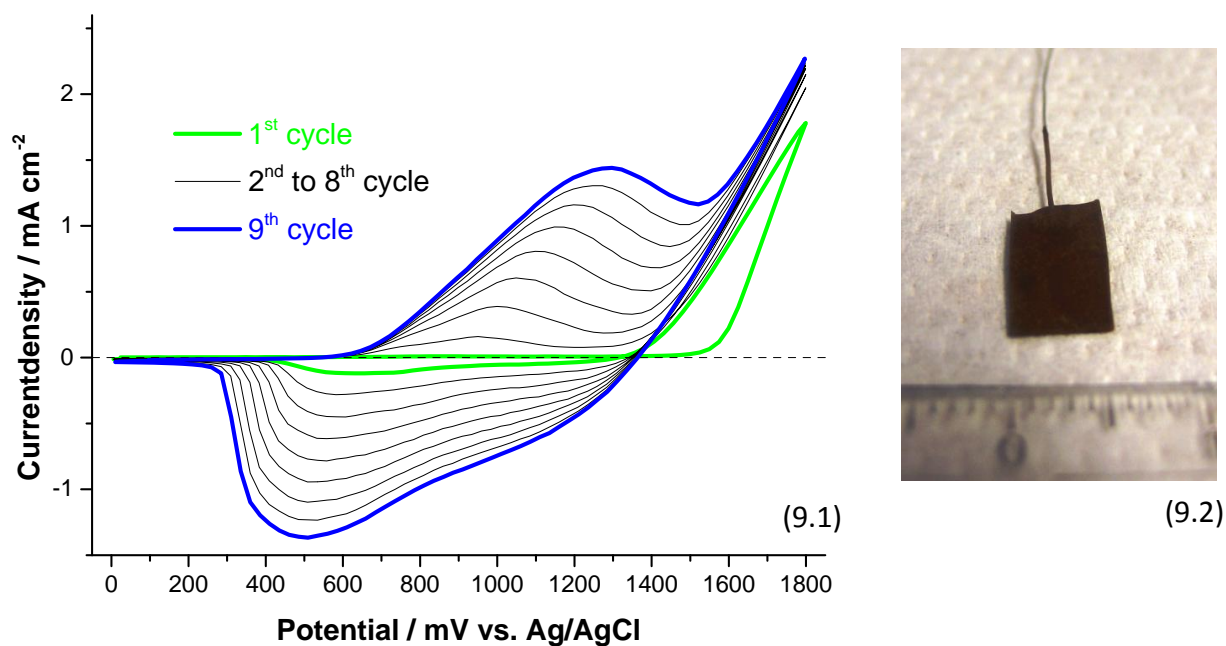 2
1
0
-1
Currentdensity / mA cm⁻²
1ˢᵗ cycle
2ⁿᵈ to 8ᵗʰ cycle
9ᵗʰ cycle
(9.1)
0 200 400 600 800 1000 1200 1400 1600 1800
Potential / mV vs. Ag/AgCl
0
(9.2)